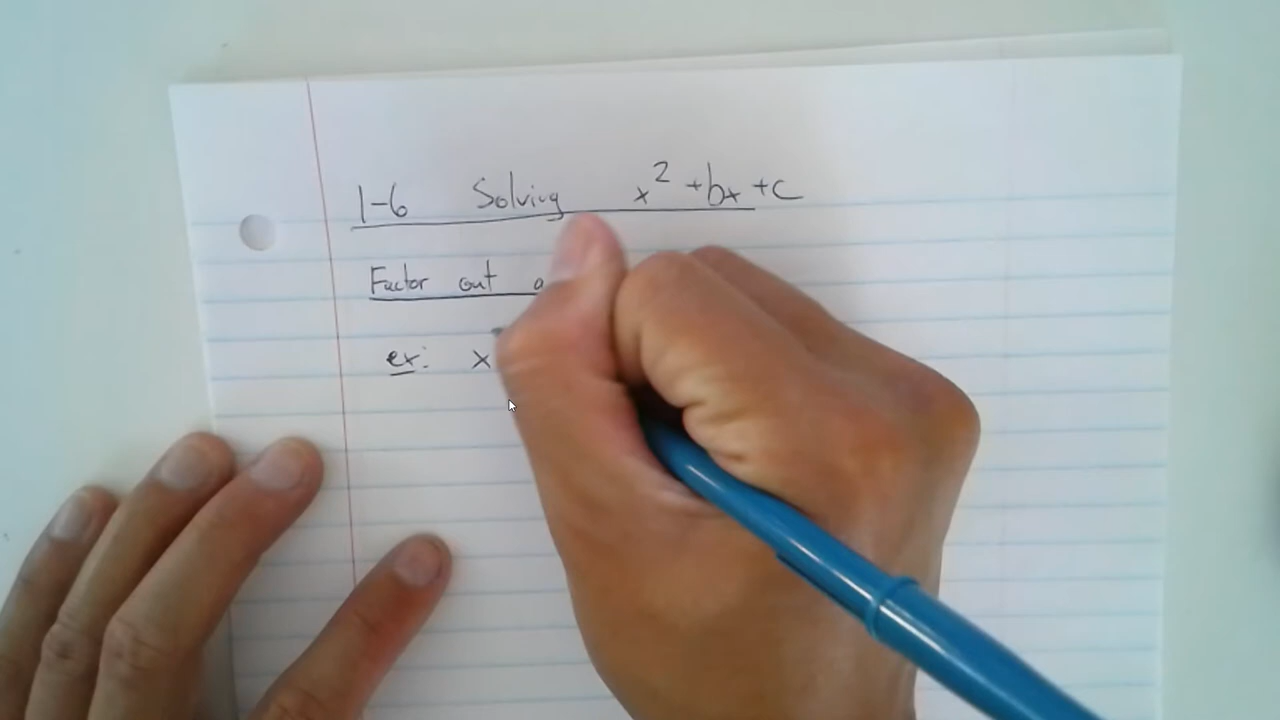 1-6 Solving x² +bx +c
Factor out a
ex: x